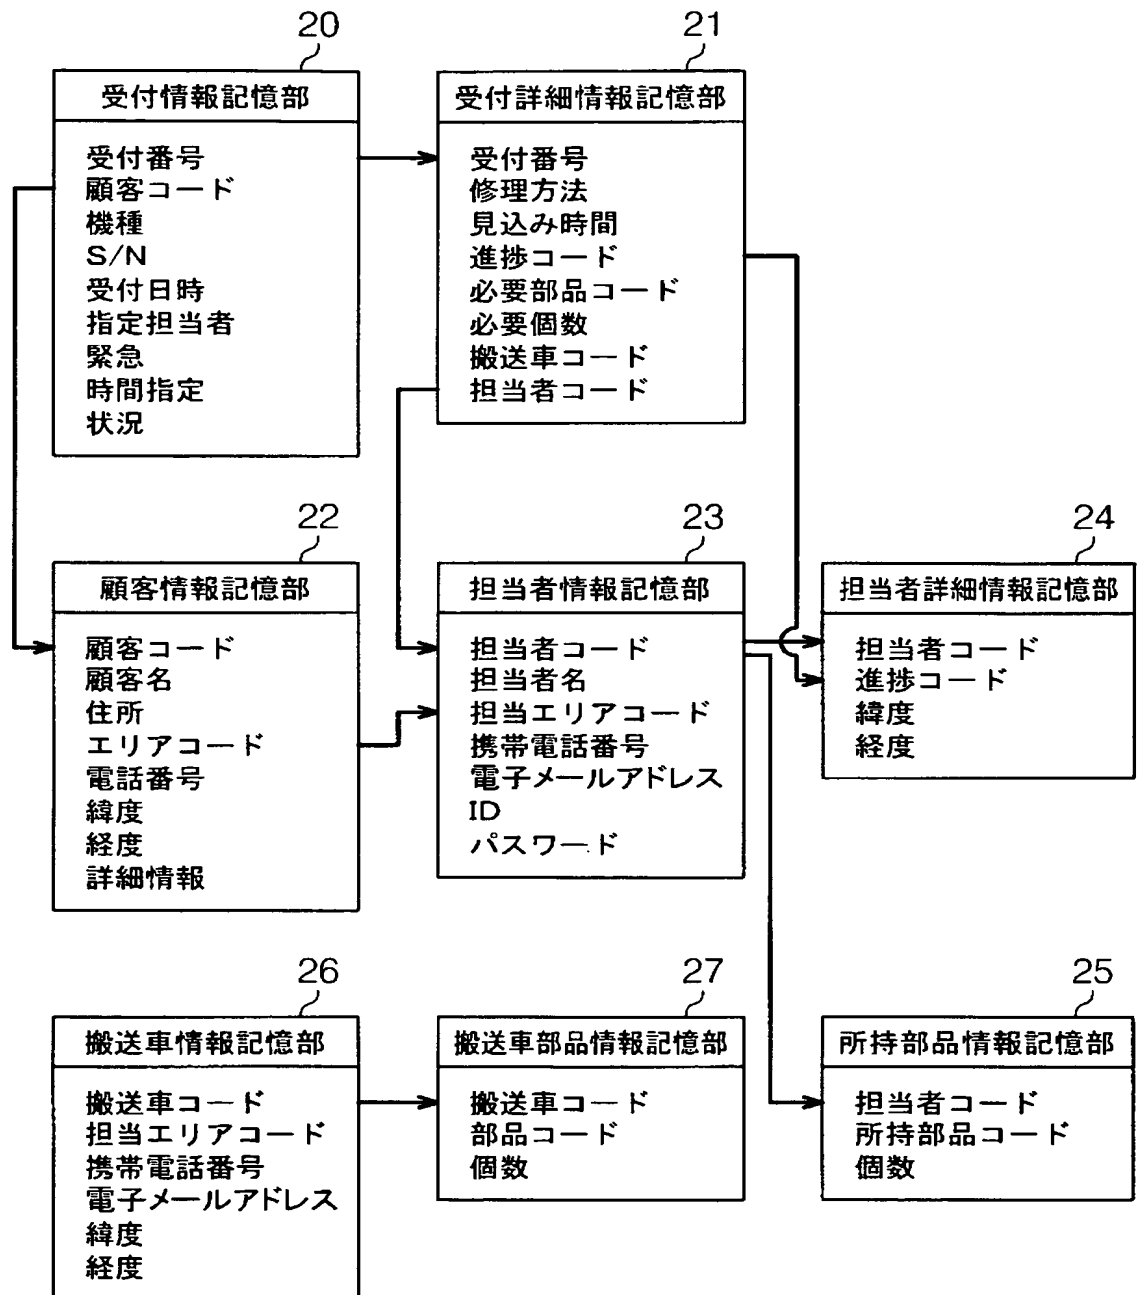 20
受付情報記憶部
受付番号
顧客コード
機種
S/N
受付日時
指定担当者
緊急
時間指定
状況
21
受付詳細情報記憶部
受付番号
修理方法
見込み時間
進捗コード
必要部品コード
必要個数
搬送車コード
担当者コード
22
顧客情報記憶部
顧客コード
顧客名
住所
エリアコード
電話番号
緯度
経度
詳細情報
23
担当者情報記憶部
担当者コード
担当者名
担当エリアコード
携帯電話番号
電子メールアドレス
ID
パスワード
24
担当者詳細情報記憶部
担当者コード
進捗コード
緯度
経度
26
搬送車情報記憶部
搬送車コード
担当エリアコード
携帯電話番号
電子メールアドレス
緯度
経度
27
搬送車部品情報記憶部
搬送車コード
部品コード
個数
25
所持部品情報記憶部
担当者コード
所持部品コード
個数